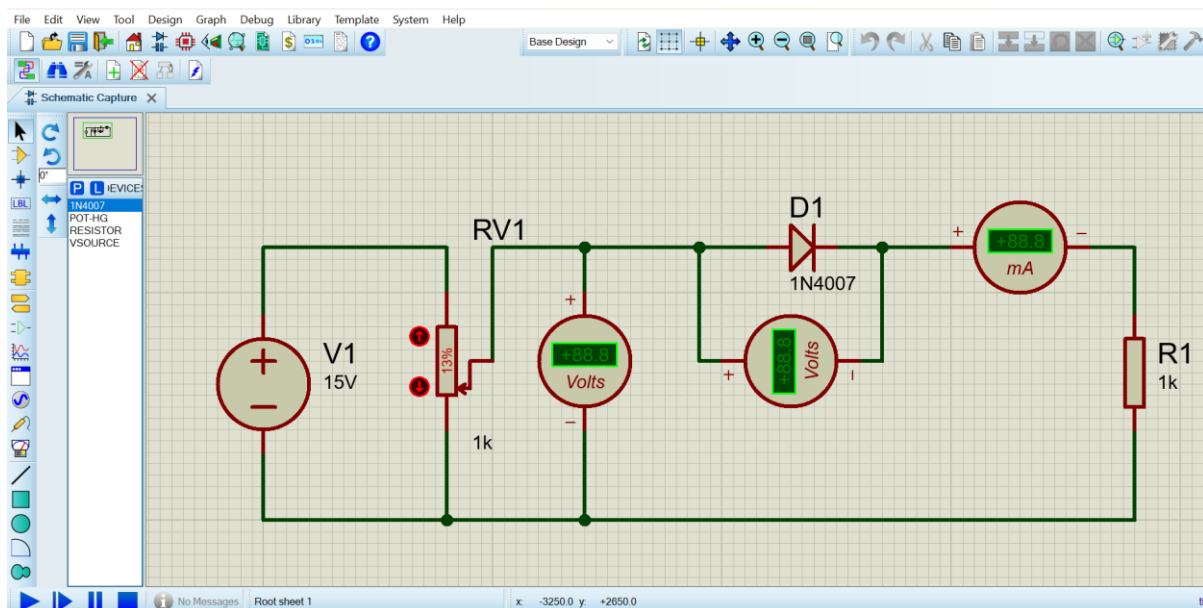 File Edit View Tool Design Graph Debug Library Template System Help
Base Design
Schematic Capture
0°
P L DEVICES
1N4007
POT-HG
RESISTOR
VSOURCE
LBL
RV1
D1
1N4007
+88.8
mA
V1
15V
13%
1k
+88.8
Volts
+88.8
Volts
R1
1k
No Messages Root sheet 1 x: -3250.0 y: +2650.0